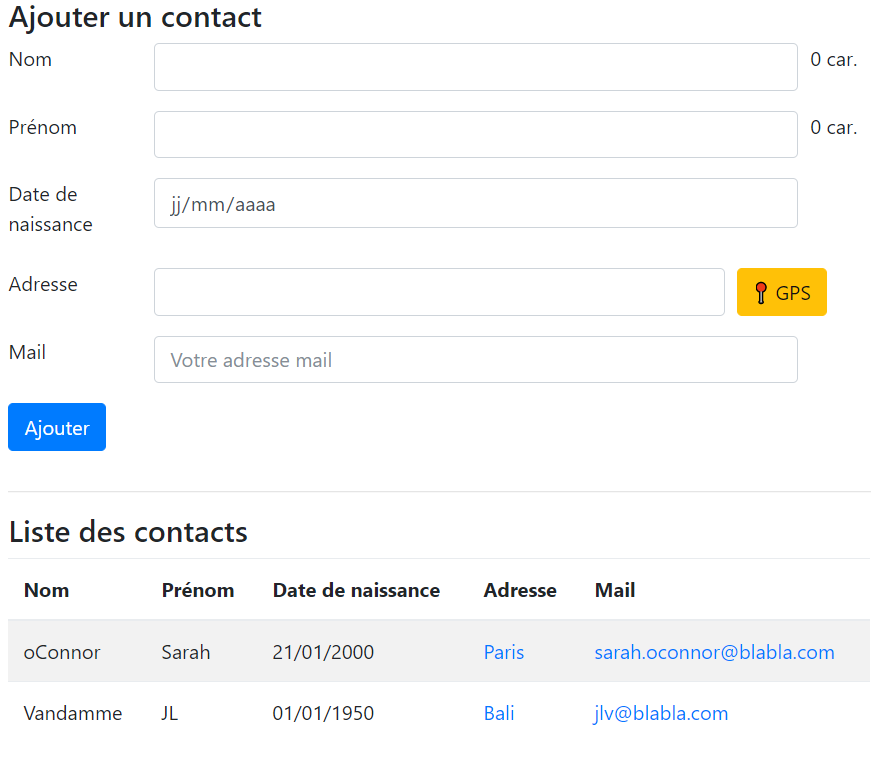 Ajouter un contact
Nom 0 car.
Prénom 0 car.
Date de
naissance
jj/mm/aaaa
Adresse GPS
Mail Votre adresse mail
Ajouter
Liste des contacts
Nom Prénom Date de naissance Adresse Mail
oConnor Sarah 21/01/2000 Paris sarah.oconnor@blabla.com
Vandamme JL 01/01/1950 Bali jlv@blabla.com